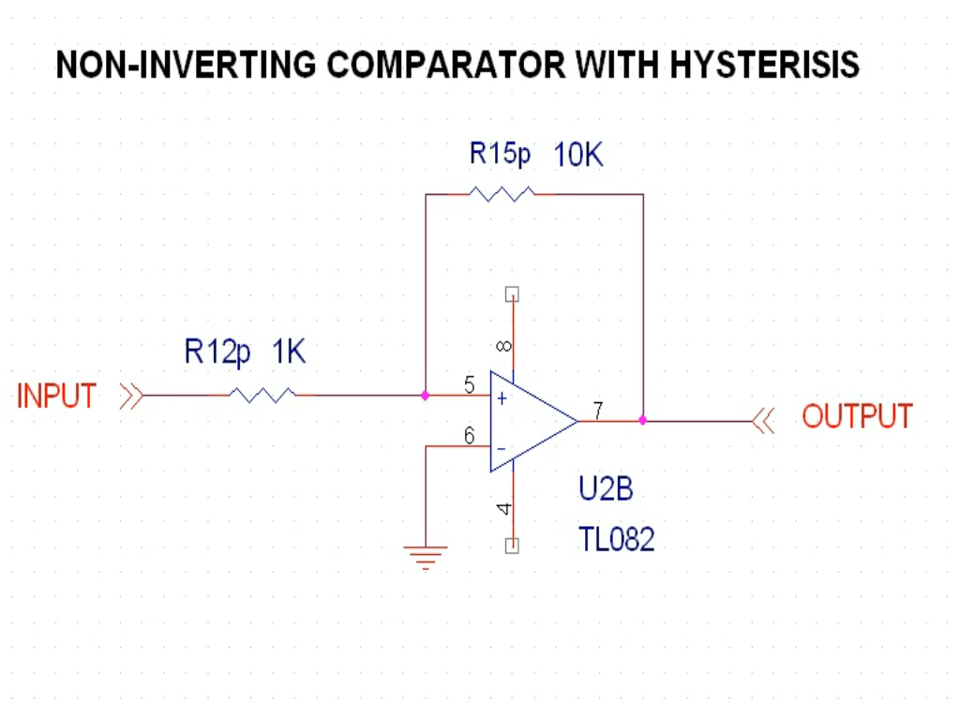 NON-INVERTING COMPARATOR WITH HYSTERISIS
R15p 10K
8
R12p 1K
INPUT
5
+
7
OUTPUT
6
-
4
U2B
TL082